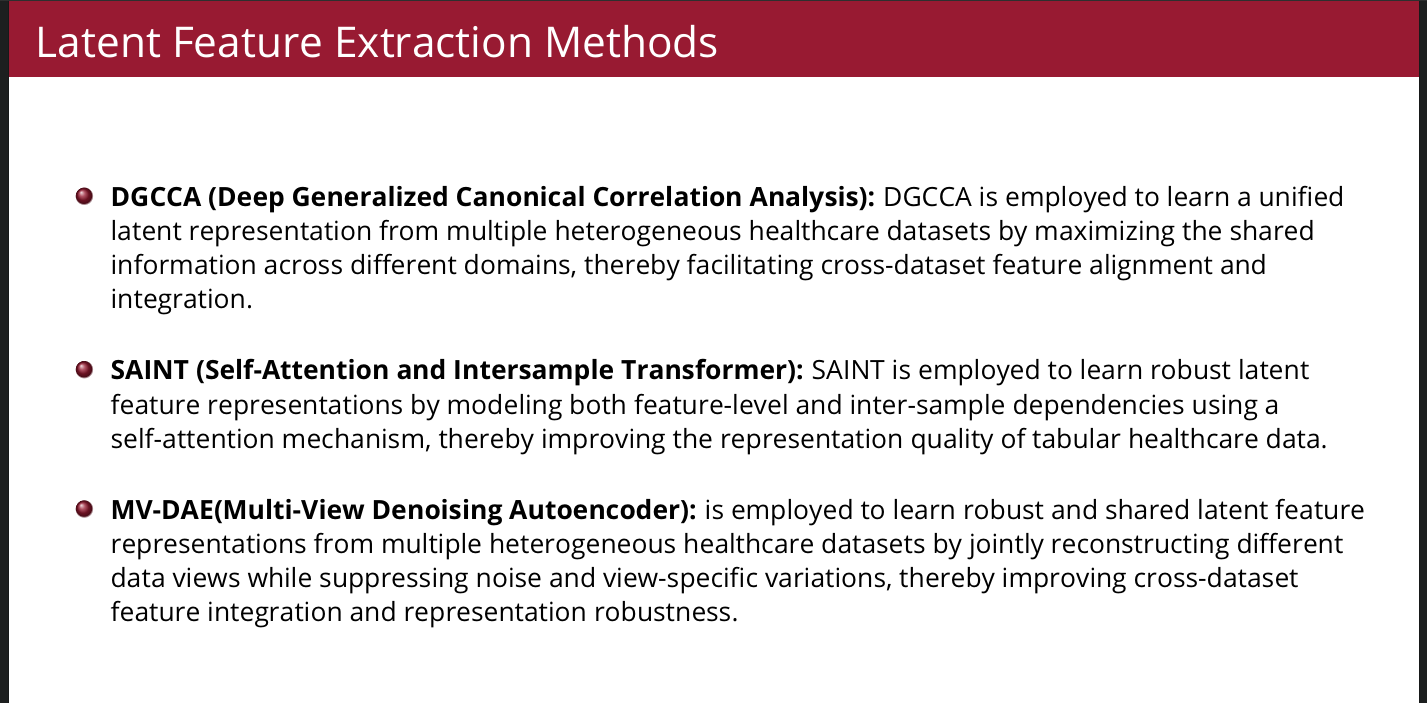 Latent Feature Extraction Methods
DGCCA (Deep Generalized Canonical Correlation Analysis): DGCCA is employed to learn a unified
latent representation from multiple heterogeneous healthcare datasets by maximizing the shared
information across different domains, thereby facilitating cross-dataset feature alignment and
integration.
SAINT (Self-Attention and Intersample Transformer): SAINT is employed to learn robust latent
feature representations by modeling both feature-level and inter-sample dependencies using a
self-attention mechanism, thereby improving the representation quality of tabular healthcare data.
MV-DAE(Multi-View Denoising Autoencoder): is employed to learn robust and shared latent feature
representations from multiple heterogeneous healthcare datasets by jointly reconstructing different
data views while suppressing noise and view-specific variations, thereby improving cross-dataset
feature integration and representation robustness.